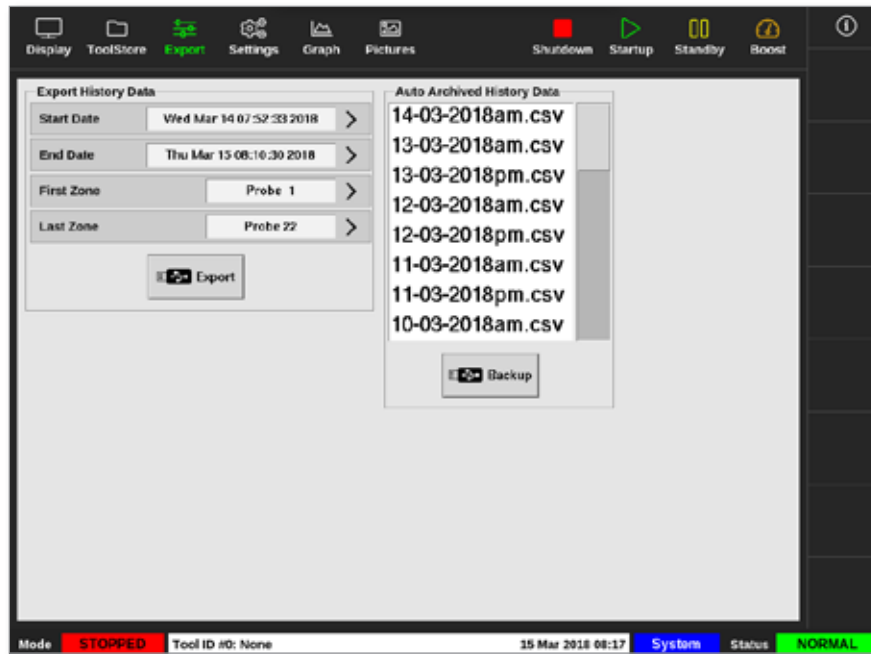 Display ToolStore Export Settings Graph Pictures Shutdown Startup Standby Boost
Export History Data
Start Date Wed Mar 14 07:52:33 2018
End Date Thu Mar 15 08:10:30 2018
First Zone Probe 1
Last Zone Probe 22
Export
Auto Archived History Data
14-03-2018am.csv
13-03-2018am.csv
13-03-2018pm.csv
12-03-2018am.csv
12-03-2018pm.csv
11-03-2018am.csv
11-03-2018pm.csv
10-03-2018am.csv
Backup
Mode STOPPED Tool ID #0: None 15 Mar 2018 08:17 System Status NORMAL